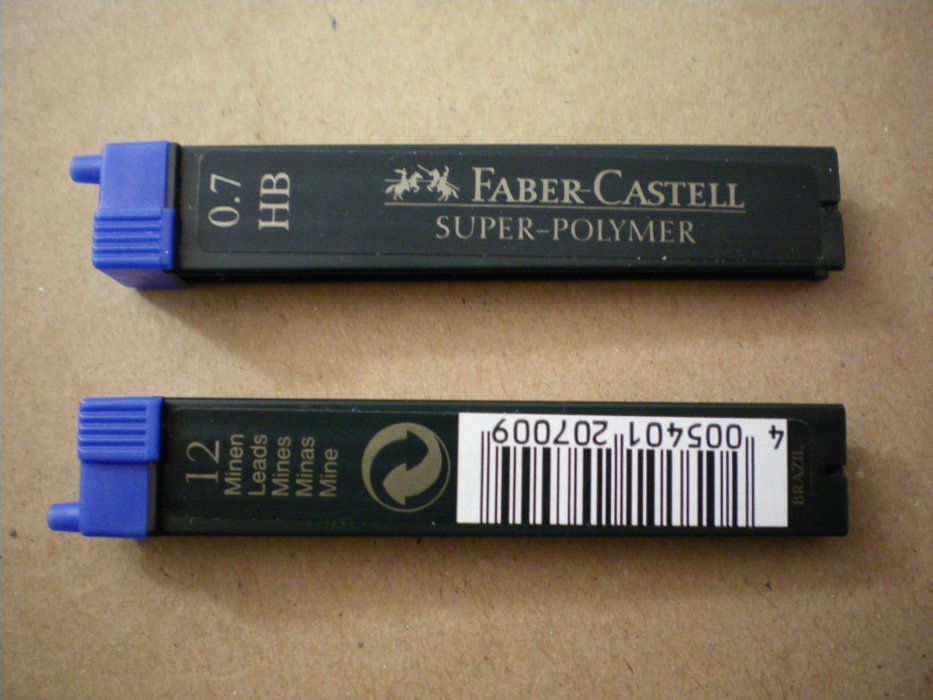 0.7
HB
FABER-CASTELL
SUPER-POLYMER
12
Minen
Leads
Mines
Minas
Mine
4 005401 207009
BRAZIL